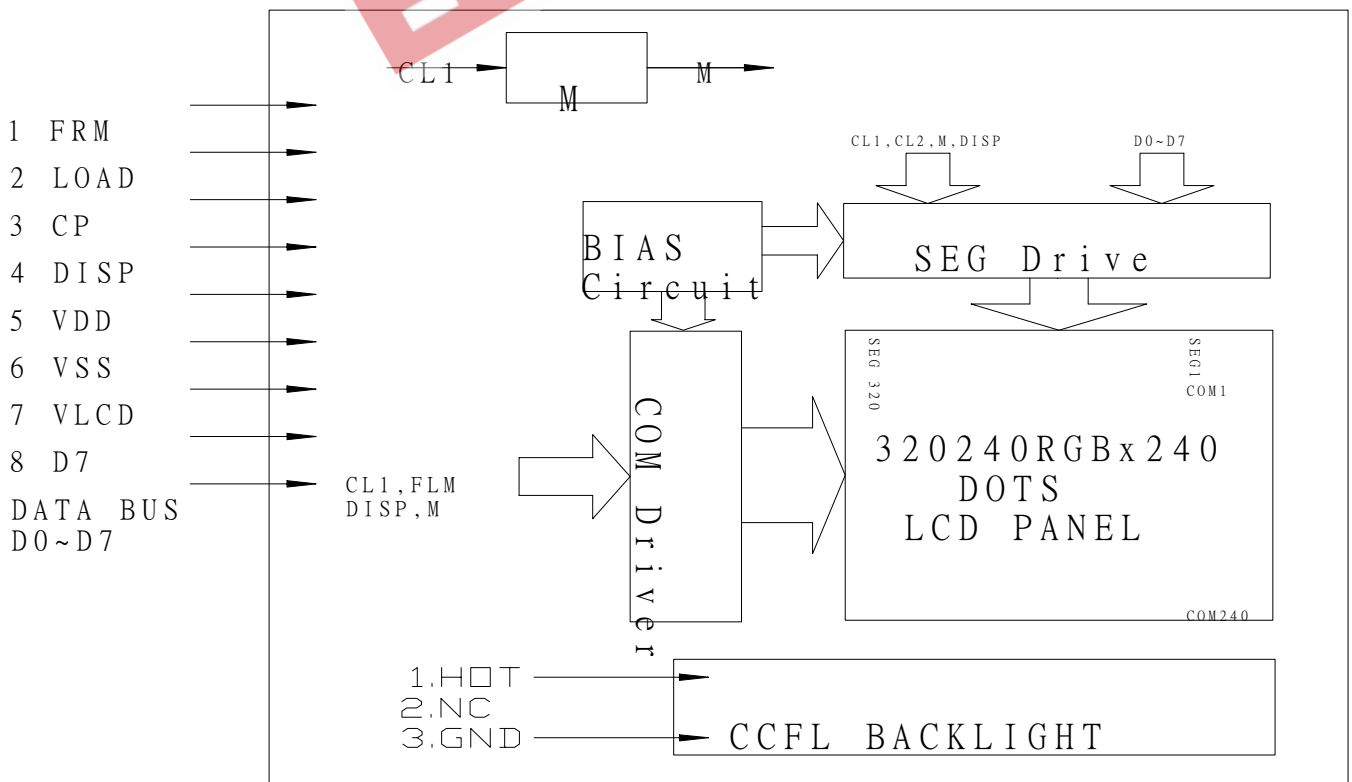 CL1
M
M
1 FRM
2 LOAD
3 CP
4 DISP
5 VDD
6 VSS
7 VLCD
8 D7
DATA BUS
D0~D7
CL1,CL2,M,DISP
D0~D7
BIAS
Circuit
SEG Drive
SEG 320
SEG1
COM1
COM Driver
CL1,FLM
DISP,M
320240RGBx240
DOTS
LCD PANEL
COM240
1.HOT
2.NC
3.GND
CCFL BACKLIGHT